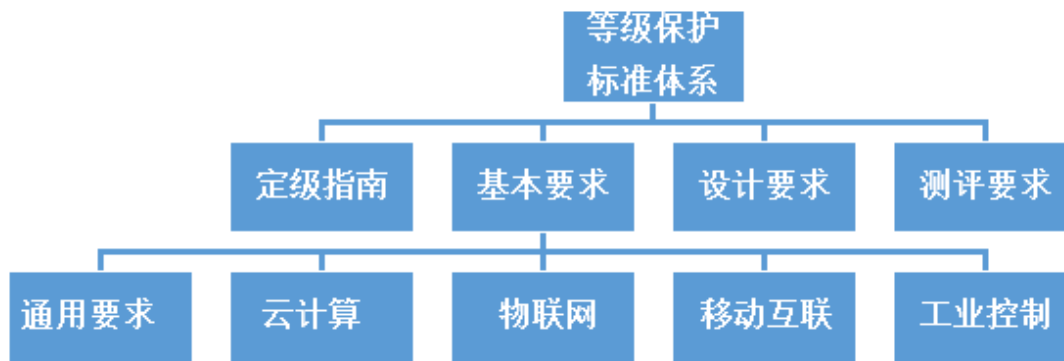 等级保护
标准体系
定级指南
基本要求
设计要求
测评要求
通用要求
云计算
物联网
移动互联
工业控制